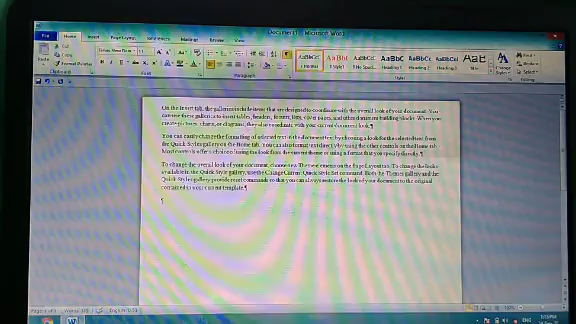 Document1 - Microsoft Word
File Home Insert Page Layout References Mailings Review View
Cut
Copy
Format Painter
Paste
Clipboard Font Paragraph Styles
Heading 1 Heading 2 Heading 3
Change
Find
Replace
Select
On the Insert tab, the galleries include items that are designed to coordinate with the overall look of your document. You
can use these galleries to insert tables, headers, footers, lists, cover pages, and other document building blocks. When you
create pictures, charts, or diagrams, they also coordinate with your current document look.¶
You can easily change the formatting of selected text in the document text by choosing a look for the selected text from
the Quick Styles gallery on the Home tab. You can also format text directly by using the other controls on the Home tab.
Most controls offer a choice of using the look from the current theme or using a format that you specify directly.¶
To change the overall look of your document, choose new Theme elements on the Page Layout tab. To change the looks
available in the Quick Style gallery, use the Change Current Quick Style Set command. Both the Themes gallery and the
Quick Styles gallery provide reset commands so that you can always restore the look of your document to the original
contained in your current template.¶
¶
ENG